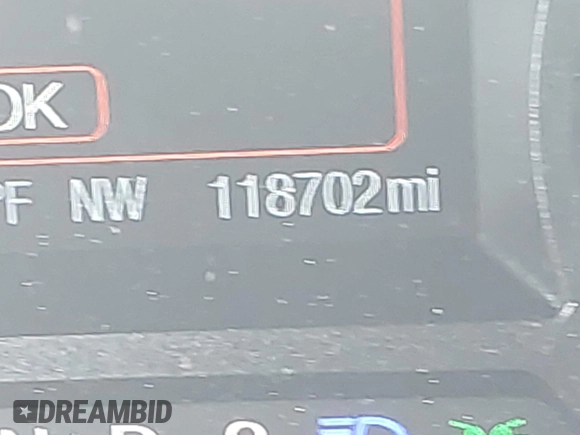 OK
°F NW 118702mi
N D S
DREAMBID